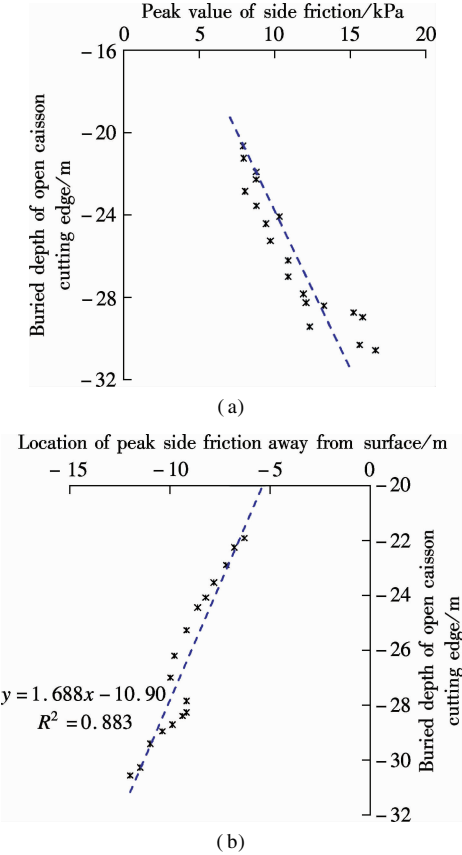 Peak value of side friction/kPa
0 5 10 15 20
Buried depth of open caisson
cutting edge/m
-16
-20
-24
-28
-32
(a)
Location of peak side friction away from surface/m
-15 -10 -5 0
-20
-22
-24
-26
-28
-30
-32
Buried depth of open caisson
cutting edge/m
y=1.688x-10.90
R² =0.883
(b)